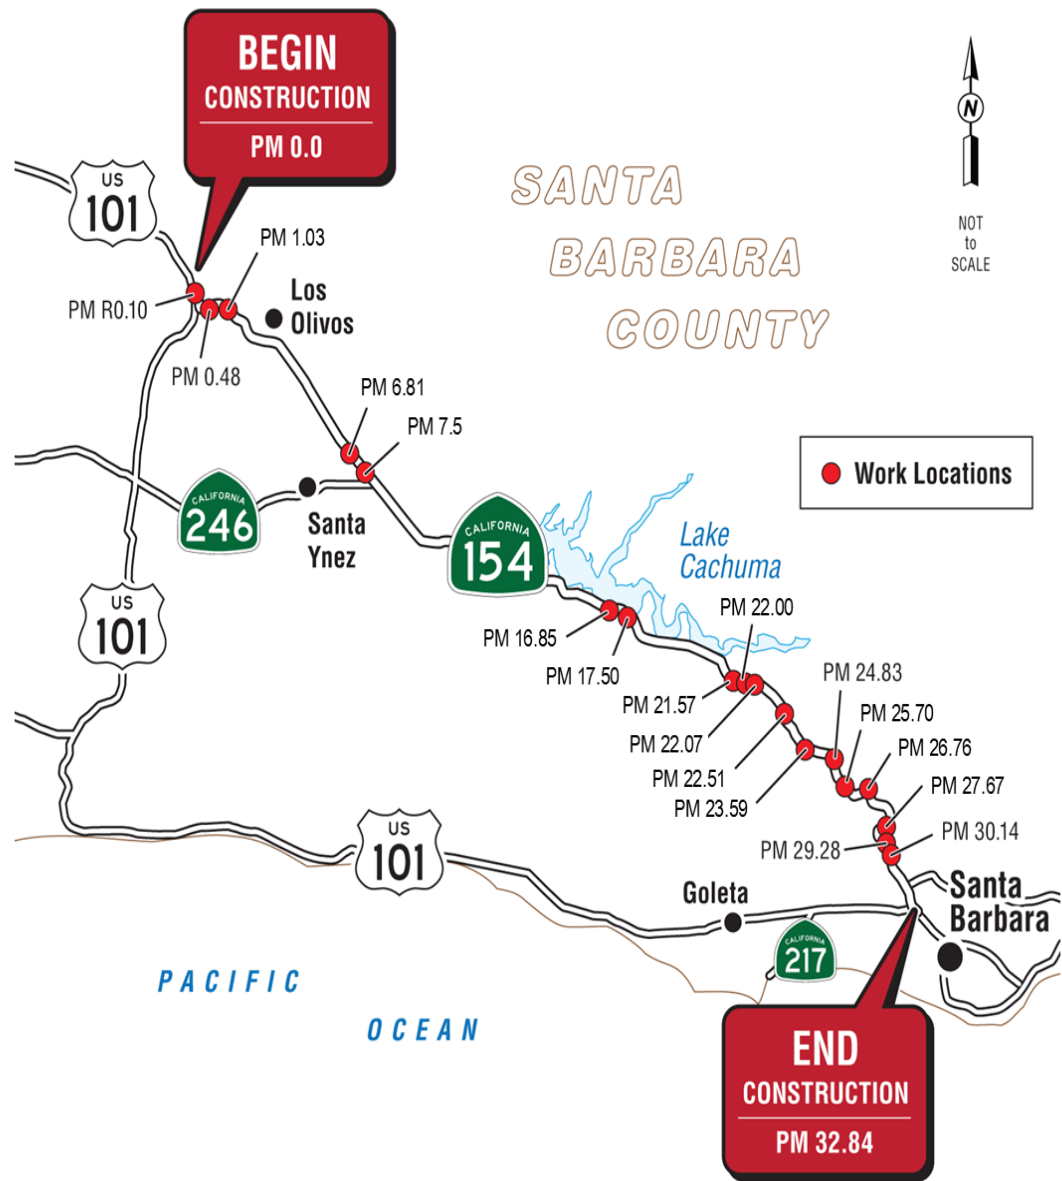 BEGIN
CONSTRUCTION
PM 0.0
N
NOT
to
SCALE
SANTA
BARBARA
COUNTY
US
101
PM 1.03
PM R0.10
Los
Olivos
PM 0.48
PM 6.81
PM 7.5
Work Locations
CALIFORNIA
246
Santa
Ynez
CALIFORNIA
154
Lake
Cachuma
US
101
PM 16.85
PM 17.50
PM 22.00
PM 21.57
PM 22.07
PM 22.51
PM 23.59
PM 24.83
PM 25.70
PM 26.76
PM 27.67
PM 29.28
PM 30.14
US
101
Goleta
Santa
Barbara
CALIFORNIA
217
PACIFIC
OCEAN
END
CONSTRUCTION
PM 32.84